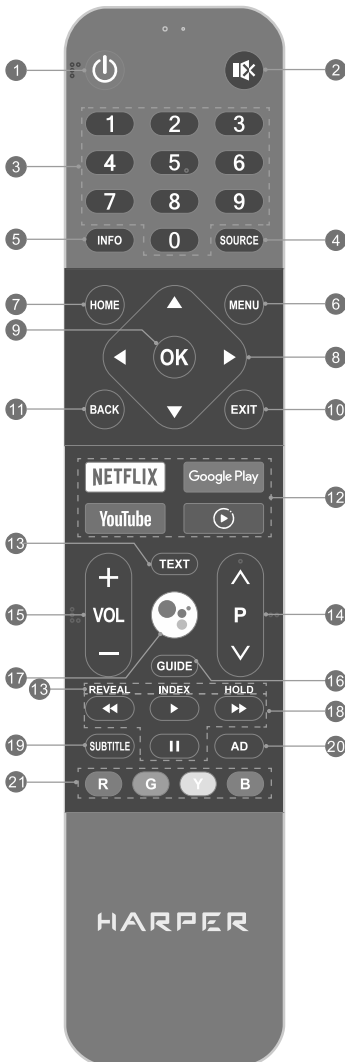 1 2
1 2 3
3 4 5 6
7 8 9
5 INFO 0 SOURCE 4
7 HOME MENU 6
9 OK 8
11 BACK EXIT 10
NETFLIX Google Play
12
YouTube
13 TEXT
15 + VOL - P 14
17 GUIDE 16
13 REVEAL INDEX HOLD
18
19 SUBTITLE AD 20
21 R G Y B
HARPER